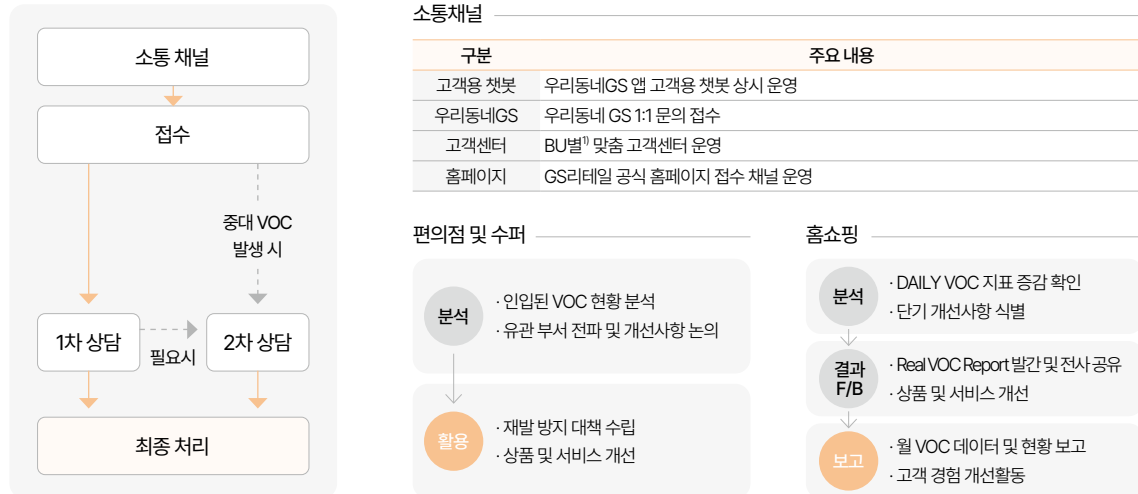 소통 채널
접수
중대 VOC
발생 시
1차 상담
필요시
2차 상담
최종 처리
소통채널
구분 주요 내용
고객용 챗봇 우리동네GS 앱 고객용 챗봇 상시 운영
우리동네GS 우리동네 GS 1:1 문의 접수
고객센터 BU별1) 맞춤 고객센터 운영
홈페이지 GS리테일 공식 홈페이지 접수 채널 운영
편의점 및 수퍼
분석
· 인입된 VOC 현황 분석
· 유관 부서 전파 및 개선사항 논의
활용
· 재발 방지 대책 수립
· 상품 및 서비스 개선
홈쇼핑
분석
· DAILY VOC 지표 증감 확인
· 단기 개선사항 식별
결과
F/B
· Real VOC Report 발간 및 전사 공유
· 상품 및 서비스 개선
보고
· 월 VOC 데이터 및 현황 보고
· 고객 경험 개선활동